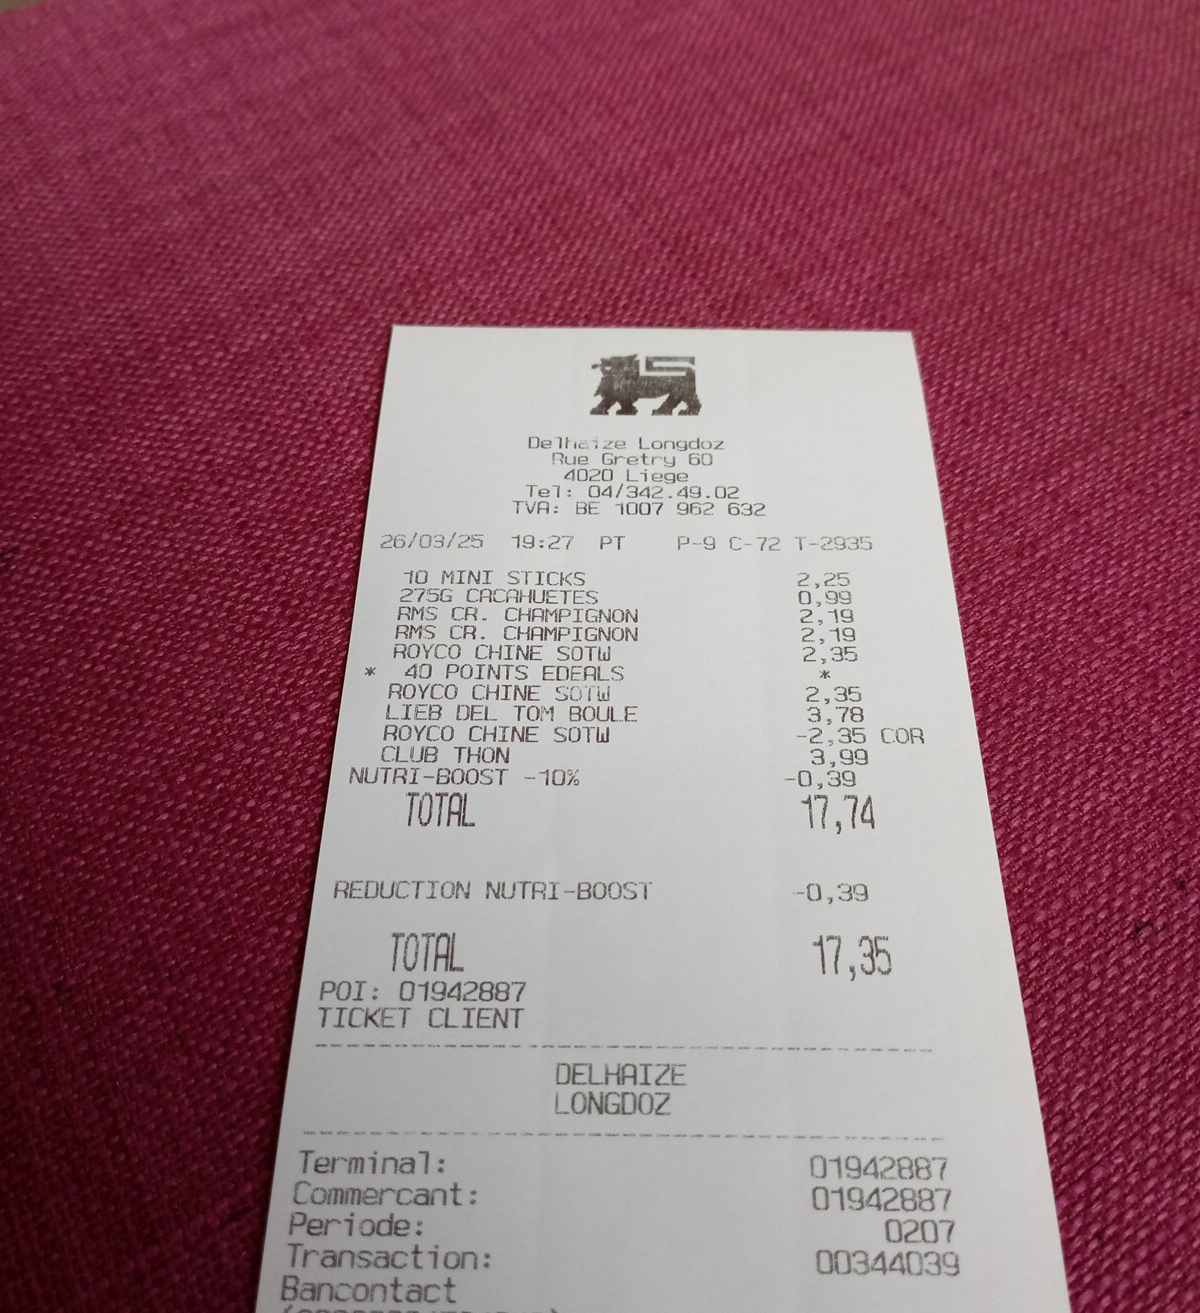 Delhaize Longdoz
Rue Gretry 60
4020 Liege
Tel: 04/342.49.02
TVA: BE 1007 962 632
26/03/25 19:27 PT P-9 C-72 T-2935
10 MINI STICKS 2,25
275G CACAHUETES 0,99
RMS CR. CHAMPIGNON 2,19
RMS CR. CHAMPIGNON 2,19
ROYCO CHINE SOTW 2,35
* 40 POINTS EDEALS *
ROYCO CHINE SOTW 2,35
LIEB DEL TOM BOULE 3,78
ROYCO CHINE SOTW -2,35 COR
CLUB THON 3,99
NUTRI-BOOST -10% -0,39
TOTAL 17,74
REDUCTION NUTRI-BOOST -0,39
TOTAL 17,35
POI: 01942887
TICKET CLIENT
DELHAIZE
LONGDOZ
Terminal: 01942887
Commercant: 01942887
Periode: 0207
Transaction: 00344039
Bancontact